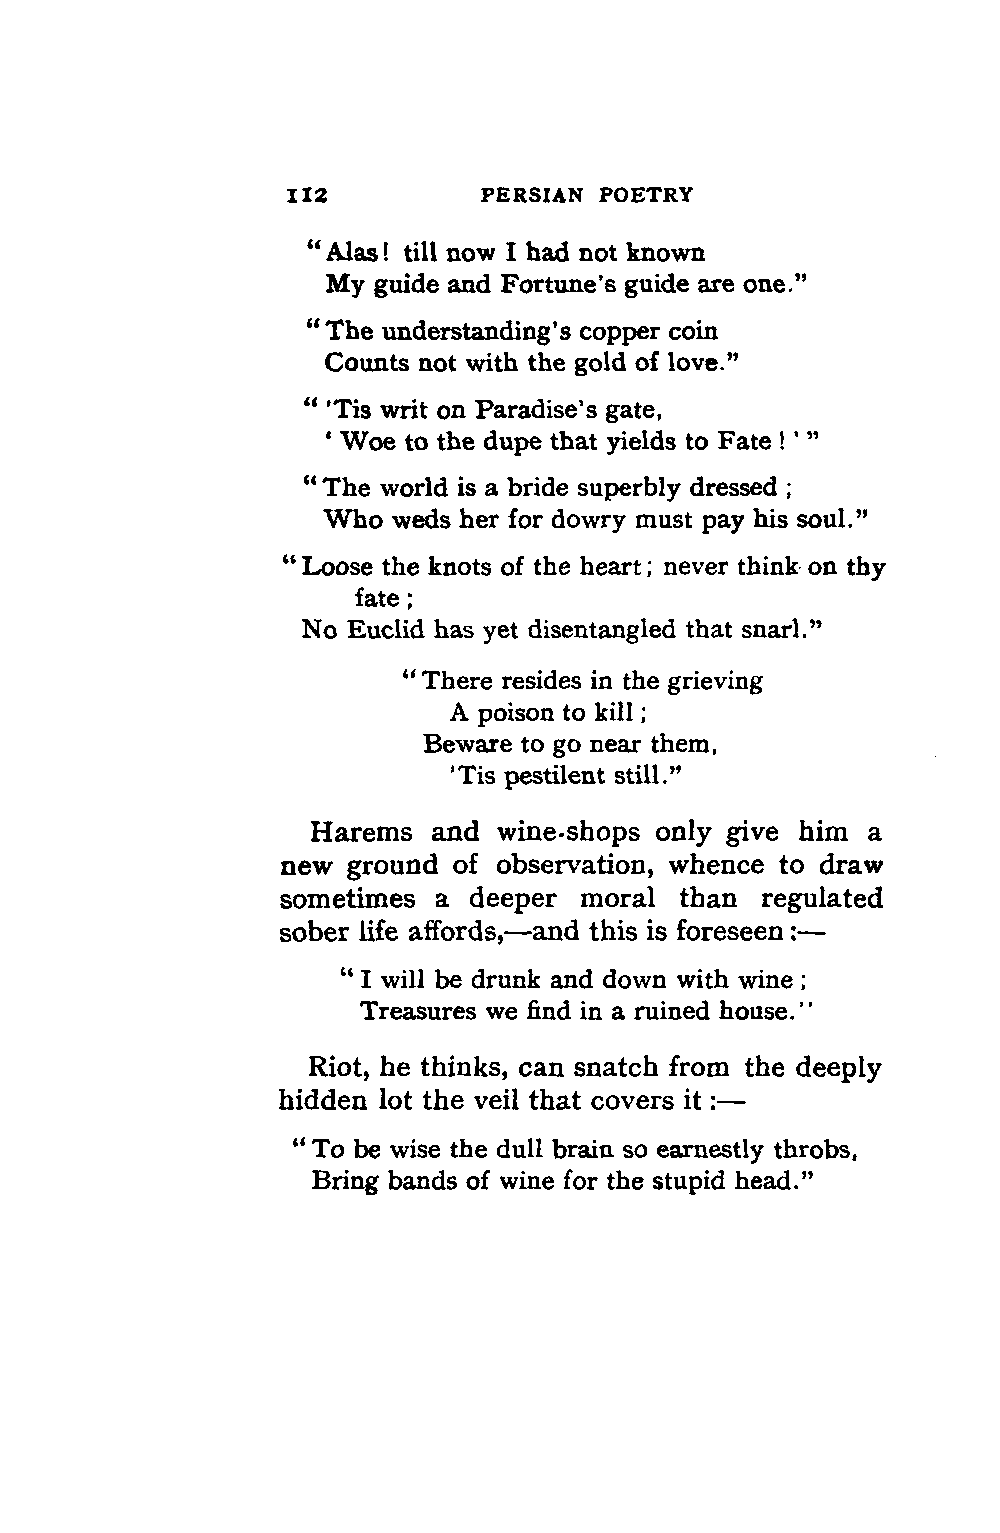 112 PERSIAN POETRY
“Alas! till now I had not known
My guide and Fortune's guide are one.”
“The understanding's copper coin
Counts not with the gold of love.”
“ 'Tis writ on Paradise's gate,
‘ Woe to the dupe that yields to Fate ! ’ ”
“The world is a bride superbly dressed ;
Who weds her for dowry must pay his soul.”
“Loose the knots of the heart; never think on thy
fate ;
No Euclid has yet disentangled that snarl.”
“There resides in the grieving
A poison to kill ;
Beware to go near them,
'Tis pestilent still.”
Harems and wine-shops only give him a
new ground of observation, whence to draw
sometimes a deeper moral than regulated
sober life affords,—and this is foreseen :—
“ I will be drunk and down with wine ;
Treasures we find in a ruined house.”
Riot, he thinks, can snatch from the deeply
hidden lot the veil that covers it :—
“To be wise the dull brain so earnestly throbs,
Bring bands of wine for the stupid head.”